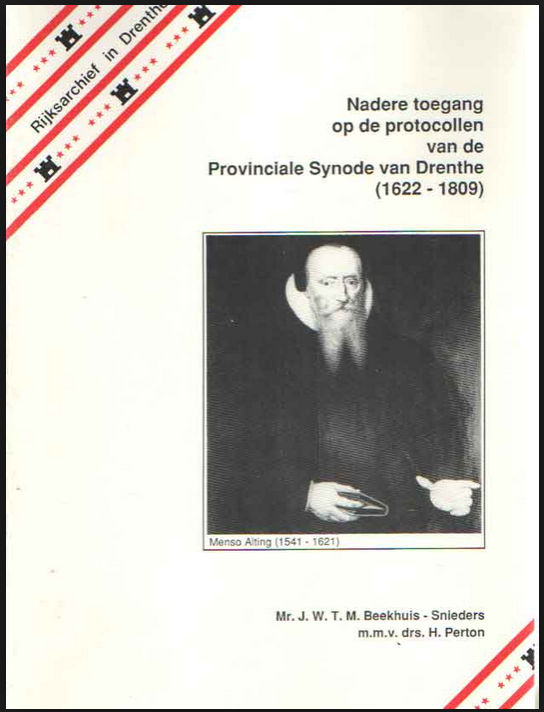 Rijksarchief in Drenthe
Nadere toegang
op de protocollen
van de
Provinciale Synode van Drenthe
(1622 - 1809)
Menso Alting (1541 - 1621)
Mr. J. W. T. M. Beekhuis - Snieders
m.m.v. drs. H. Perton